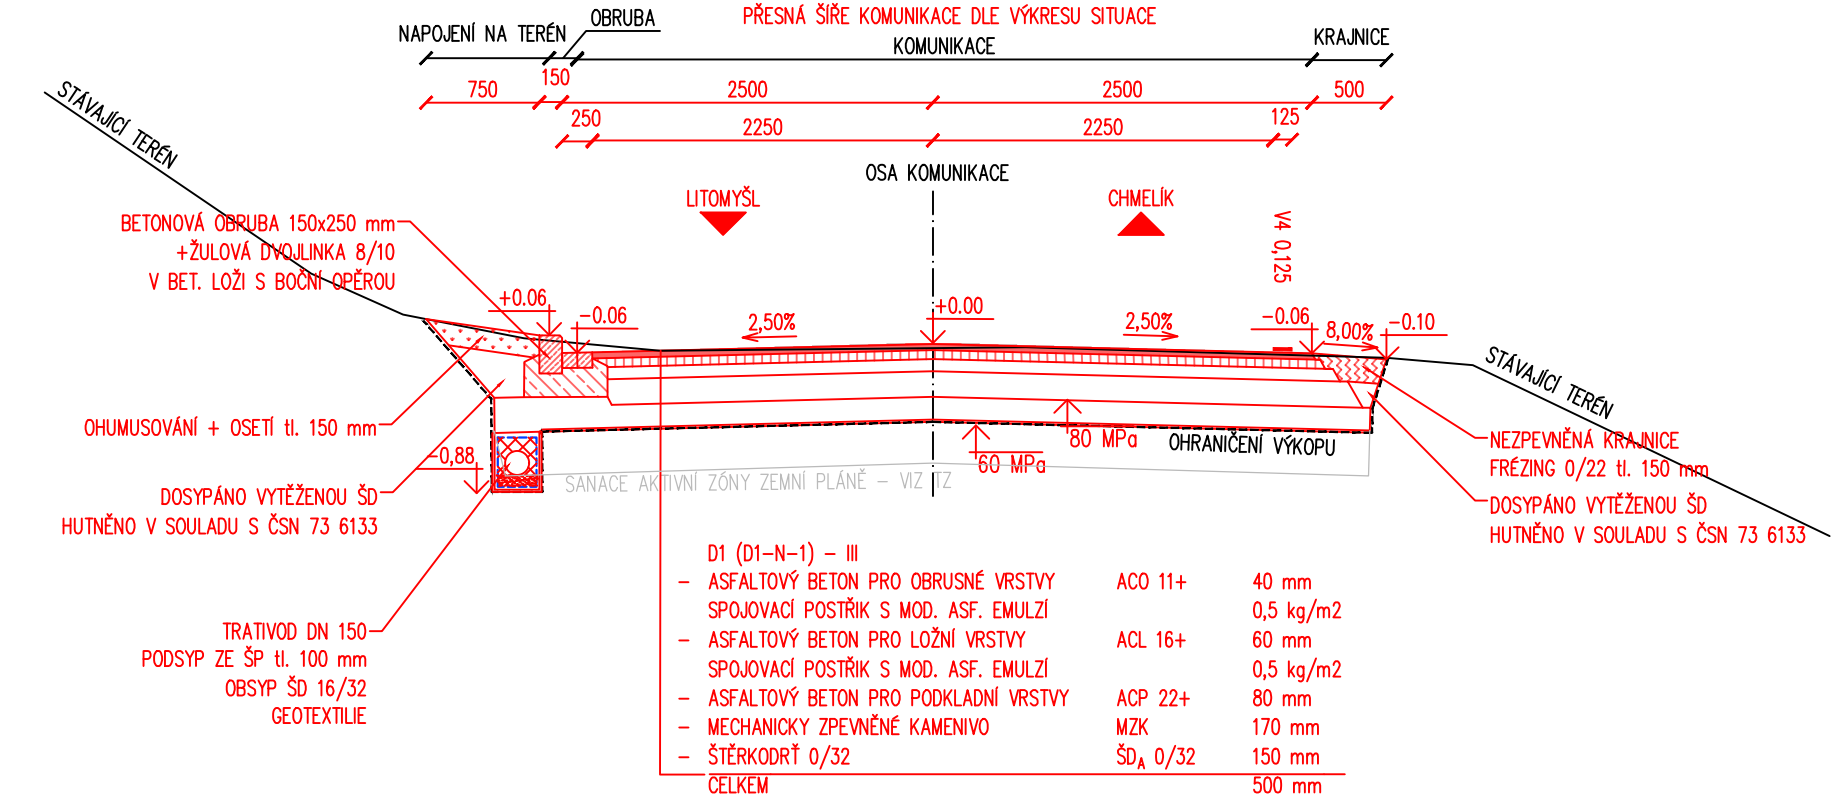 PŘESNÁ ŠÍŘE KOMUNIKACE DLE VÝKRESU SITUACE
NAPOJENÍ NA TERÉN
OBRUBA
KOMUNIKACE
KRAJNICE
750
150
2500
2500
500
250
2250
2250
125
STÁVAJÍCÍ TERÉN
OSA KOMUNIKACE
LITOMYŠL
CHMELÍK
V4 0,125
BETONOVÁ OBRUBA 150x250 mm
+ŽULOVÁ DVOJLINKA 8/10
V BET. LOŽI S BOČNÍ OPĚROU
+0.06
-0.06
2,50%
+0.00
2,50%
-0.06
8,00%
-0.10
STÁVAJÍCÍ TERÉN
OHUMUSOVÁNÍ + OSETÍ tl. 150 mm
-0,88
80 MPa
60 MPa
OHRANIČENÍ VÝKOPU
SANACE AKTIVNÍ ZÓNY ZEMNÍ PLÁNĚ - VIZ TZ
NEZPEVNĚNÁ KRAJNICE
FRÉZING 0/22 tl. 150 mm
DOSYPÁNO VYTĚŽENOU ŠD
HUTNĚNO V SOULADU S ČSN 73 6133
DOSYPÁNO VYTĚŽENOU ŠD
HUTNĚNO V SOULADU S ČSN 73 6133
TRATIVOD DN 150
PODSYP ZE ŠP tl. 100 mm
OBSYP ŠD 16/32
GEOTEXTILIE
D1 (D1-N-1) - III
- ASFALTOVÝ BETON PRO OBRUSNÉ VRSTVY ACO 11+ 40 mm
SPOJOVACÍ POSTŘIK S MOD. ASF. EMULZÍ 0,5 kg/m2
- ASFALTOVÝ BETON PRO LOŽNÍ VRSTVY ACL 16+ 60 mm
SPOJOVACÍ POSTŘIK S MOD. ASF. EMULZÍ 0,5 kg/m2
- ASFALTOVÝ BETON PRO PODKLADNÍ VRSTVY ACP 22+ 80 mm
- MECHANICKY ZPEVNĚNÉ KAMENIVO MZK 170 mm
- ŠTĚRKODRŤ 0/32 ŠDA 0/32 150 mm
CELKEM 500 mm